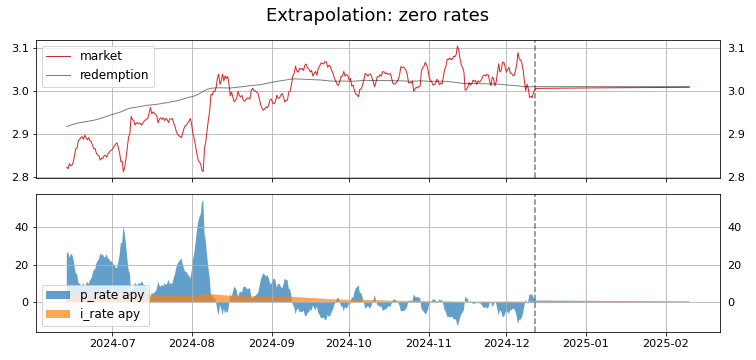 Extrapolation: zero rates
3.1 3.1
market
redemption
3.0 3.0
2.9 2.9
2.8 2.8
40 40
20 20
0 0
p_rate apy
i_rate apy
2024-07 2024-08 2024-09 2024-10 2024-11 2024-12 2025-01 2025-02